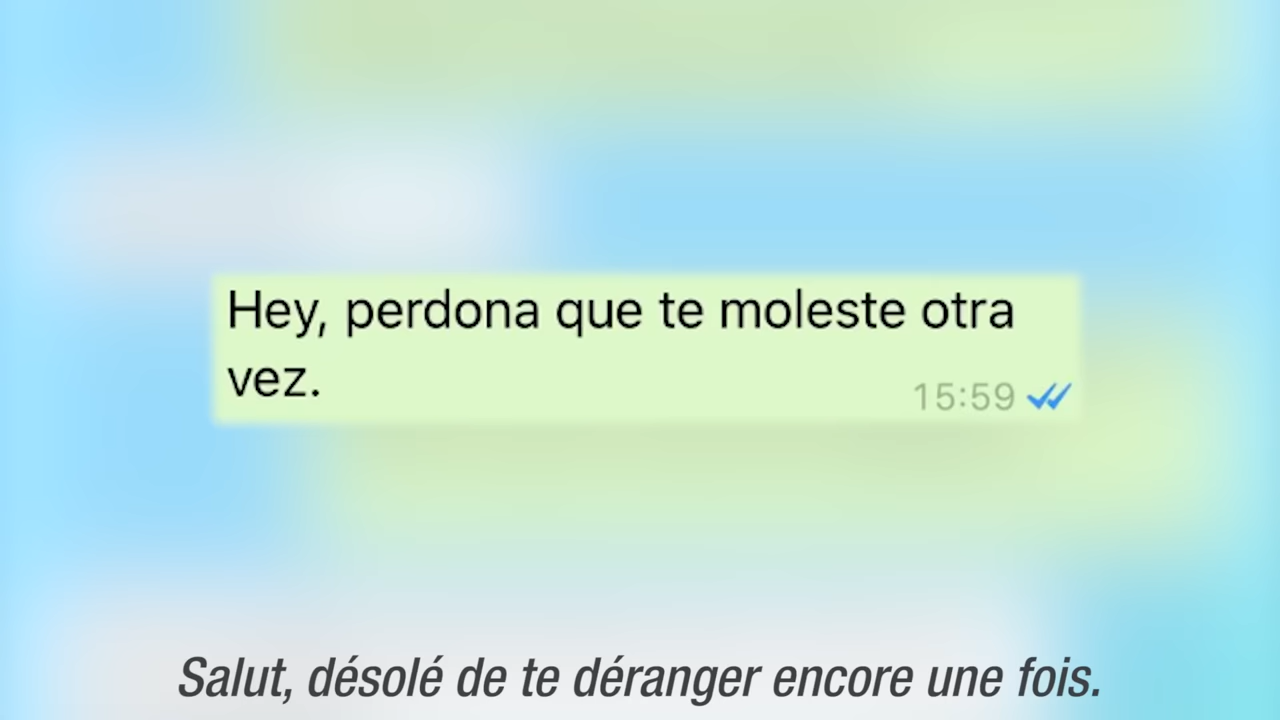 Hey, perdona que te moleste otra
vez.
15:59
Salut, désolé de te déranger encore une fois.